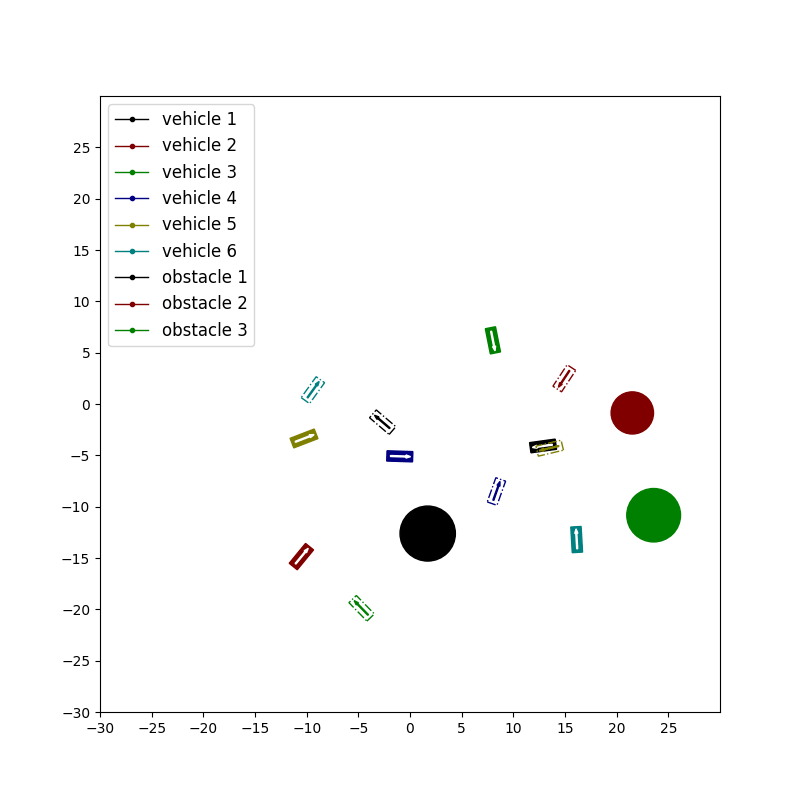 vehicle 1
vehicle 2
vehicle 3
vehicle 4
vehicle 5
vehicle 6
obstacle 1
obstacle 2
obstacle 3
25
20
15
10
5
0
−5
−10
−15
−20
−25
−30
−30 −25 −20 −15 −10 −5 0 5 10 15 20 25